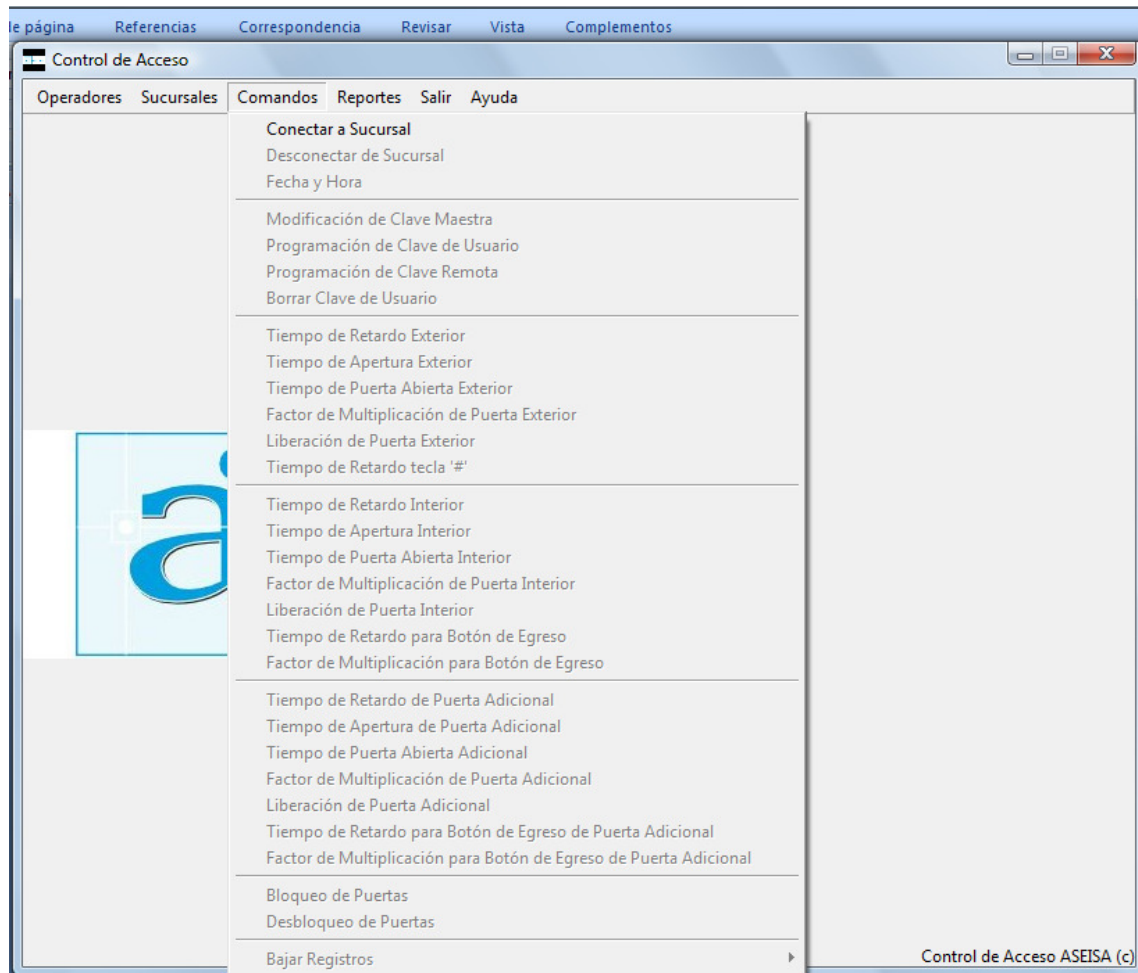 de página Referencias Correspondencia Revisar Vista Complementos
Control de Acceso
Operadores Sucursales Comandos Reportes Salir Ayuda
Conectar a Sucursal
Desconectar de Sucursal
Fecha y Hora
Modificación de Clave Maestra
Programación de Clave de Usuario
Programación de Clave Remota
Borrar Clave de Usuario
Tiempo de Retardo Exterior
Tiempo de Apertura Exterior
Tiempo de Puerta Abierta Exterior
Factor de Multiplicación de Puerta Exterior
Liberación de Puerta Exterior
Tiempo de Retardo tecla '#'
Tiempo de Retardo Interior
Tiempo de Apertura Interior
Tiempo de Puerta Abierta Interior
Factor de Multiplicación de Puerta Interior
Liberación de Puerta Interior
Tiempo de Retardo para Botón de Egreso
Factor de Multiplicación para Botón de Egreso
Tiempo de Retardo de Puerta Adicional
Tiempo de Apertura de Puerta Adicional
Tiempo de Puerta Abierta Adicional
Factor de Multiplicación de Puerta Adicional
Liberación de Puerta Adicional
Tiempo de Retardo para Botón de Egreso de Puerta Adicional
Factor de Multiplicación para Botón de Egreso de Puerta Adicional
Bloqueo de Puertas
Desbloqueo de Puertas
Bajar Registros
a
Control de Acceso ASEISA (c)